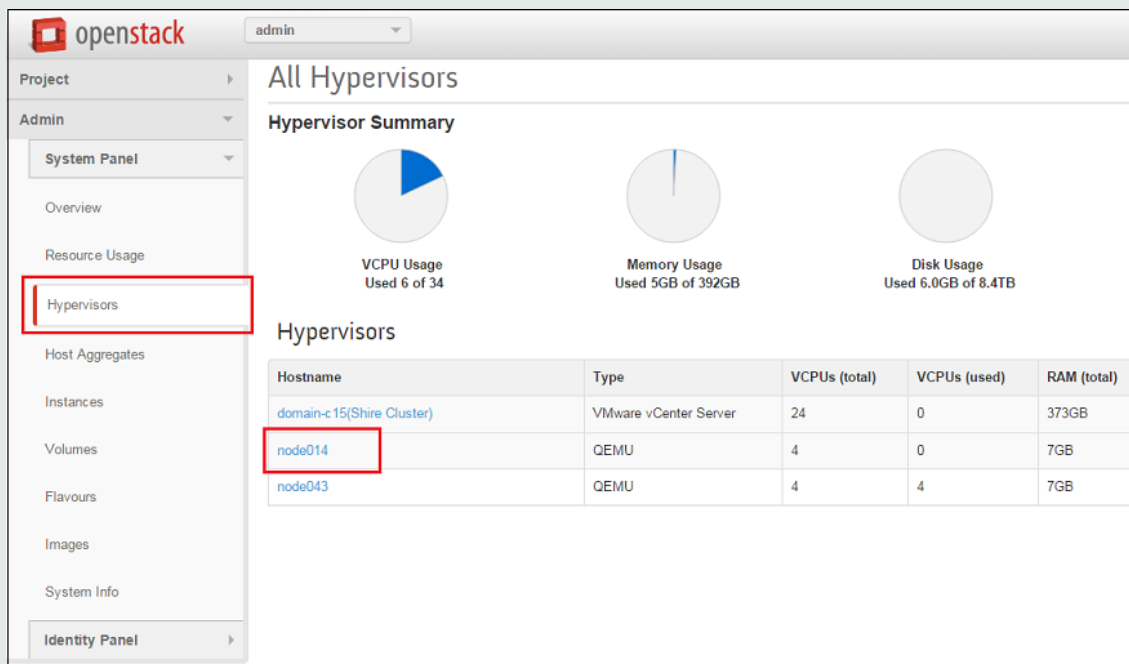 openstack
admin
Project
Admin
System Panel
Overview
Resource Usage
Hypervisors
Host Aggregates
Instances
Volumes
Flavours
Images
System Info
Identity Panel
All Hypervisors
Hypervisor Summary
VCPU Usage
Used 6 of 34
Memory Usage
Used 5GB of 392GB
Disk Usage
Used 6.0GB of 8.4TB
Hypervisors
Hostname Type VCPUs (total) VCPUs (used) RAM (total)
domain-c15(Shire Cluster) VMware vCenter Server 24 0 373GB
node014 QEMU 4 0 7GB
node043 QEMU 4 4 7GB